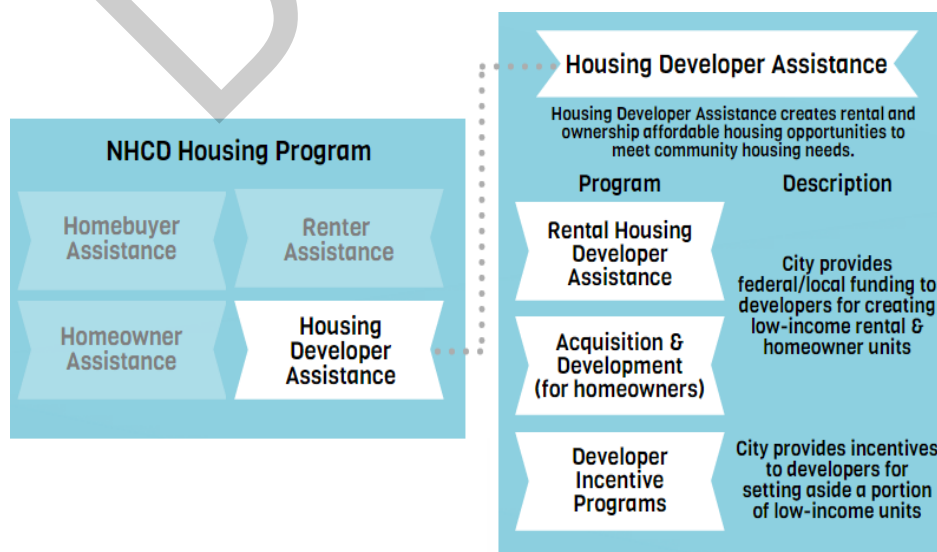 NHCD Housing Program
Homebuyer
Assistance
Renter
Assistance
Homeowner
Assistance
Housing
Developer
Assistance
Housing Developer Assistance
Housing Developer Assistance creates rental and
ownership affordable housing opportunities to
meet community housing needs.
Program
Description
Rental Housing
Developer
Assistance
Acquisition &
Development
(for homeowners)
City provides
federal/local funding to
developers for creating
low-income rental &
homeowner units
Developer
Incentive
Programs
City provides incentives
to developers for
setting aside a portion
of low-income units